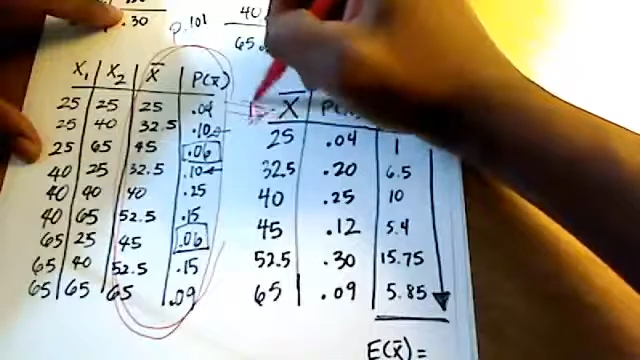 .30
p.101
40
65
X₁ X₂ X̄ P(X̄)
25 25 25 .04
25 40 32.5 .10
25 65 45 .06
40 25 32.5 .10
40 40 40 .25
40 65 52.5 .15
65 25 45 .06
65 40 52.5 .15
65 65 65 .09
X̄
25 .04 1
32.5 .20 6.5
40 .25 10
45 .12 5.4
52.5 .30 15.75
65 .09 5.85
E(X̄) =